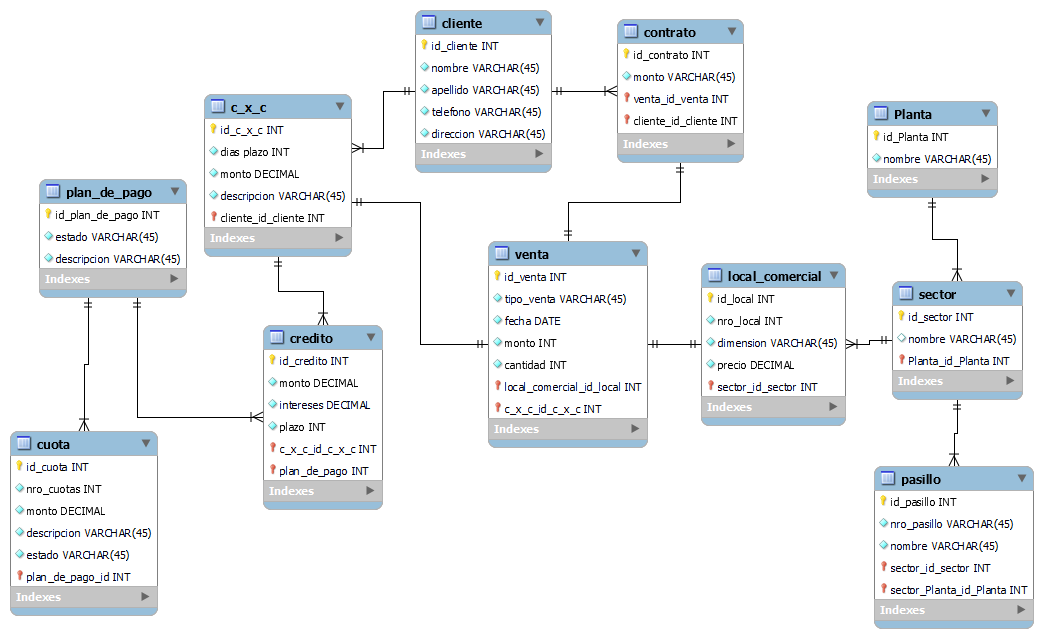 cliente
id_cliente INT
nombre VARCHAR(45)
apellido VARCHAR(45)
telefono VARCHAR(45)
direccion VARCHAR(45)
Indexes
contrato
id_contrato INT
monto VARCHAR(45)
venta_id_venta INT
cliente_id_cliente INT
Indexes
c_x_c
id_c_x_c INT
dias plazo INT
monto DECIMAL
descripcion VARCHAR(45)
cliente_id_cliente INT
Indexes
Planta
id_Planta INT
nombre VARCHAR(45)
Indexes
plan_de_pago
id_plan_de_pago INT
estado VARCHAR(45)
descripcion VARCHAR(45)
Indexes
venta
id_venta INT
tipo_venta VARCHAR(45)
fecha DATE
monto INT
cantidad INT
local_comercial_id_local INT
c_x_c_id_c_x_c INT
Indexes
local_comercial
id_local INT
nro_local INT
dimension VARCHAR(45)
precio DECIMAL
sector_id_sector INT
Indexes
sector
id_sector INT
nombre VARCHAR(45)
Planta_id_Planta INT
Indexes
credito
id_credito INT
monto DECIMAL
intereses DECIMAL
plazo INT
c_x_c_id_c_x_c INT
plan_de_pago INT
Indexes
cuota
id_cuota INT
nro_cuotas INT
monto DECIMAL
descripcion VARCHAR(45)
estado VARCHAR(45)
plan_de_pago_id INT
Indexes
pasillo
id_pasillo INT
nro_pasillo VARCHAR(45)
nombre VARCHAR(45)
sector_id_sector INT
sector_Planta_id_Planta INT
Indexes